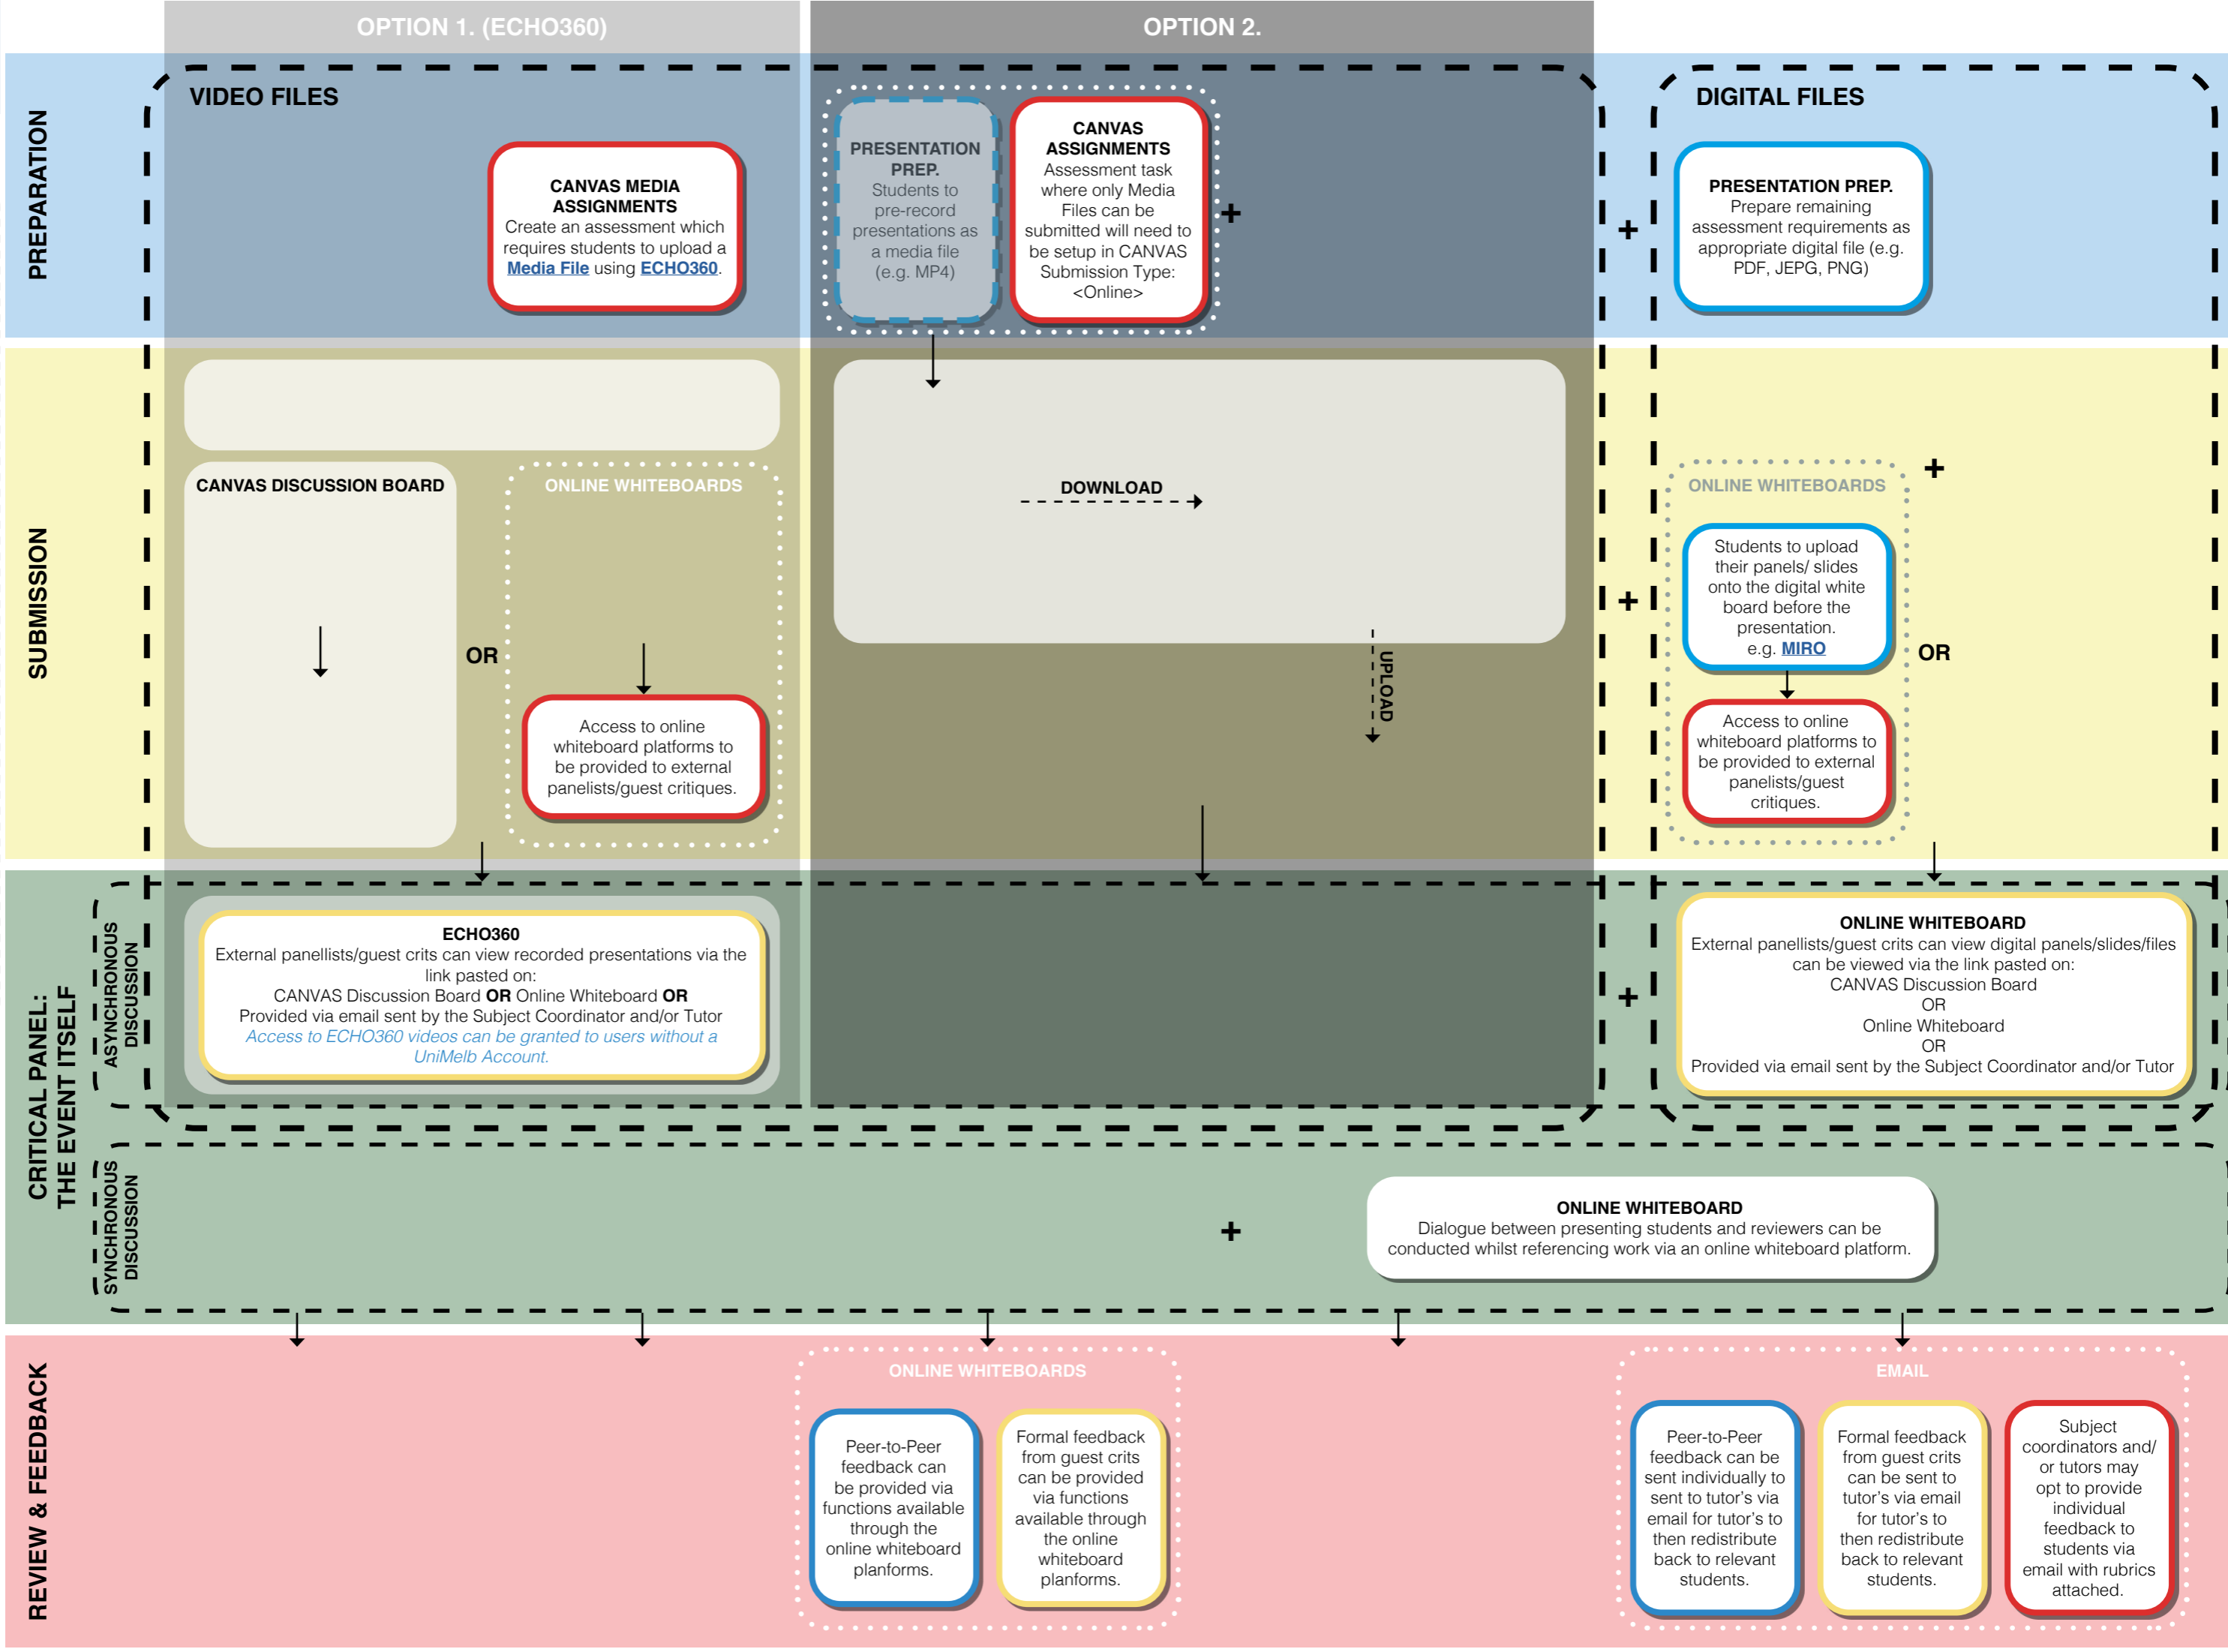 OPTION 1. (ECHO360)
OPTION 2.
PREPARATION
VIDEO FILES
CANVAS MEDIA
ASSIGNMENTS
Create an assessment which
requires students to upload a
Media File using ECHO360.
PRESENTATION
PREP.
Students to
pre-record
presentations as
a media file
(e.g. MP4)
CANVAS
ASSIGNMENTS
Assessment task
where only Media
Files can be
submitted will need to
be setup in CANVAS
Submission Type:
<Online>
+
+
DIGITAL FILES
PRESENTATION PREP.
Prepare remaining
assessment requirements as
appropriate digital file (e.g.
PDF, JEPG, PNG)
SUBMISSION
CANVAS DISCUSSION BOARD
OR
ONLINE WHITEBOARDS
Access to online
whiteboard platforms to
be provided to external
panelists/guest critiques.
DOWNLOAD
UPLOAD
+
ONLINE WHITEBOARDS
Students to upload
their panels/ slides
onto the digital white
board before the
presentation.
e.g. MIRO
Access to online
whiteboard platforms to
be provided to external
panelists/guest
critiques.
+
OR
CRITICAL PANEL:
THE EVENT ITSELF
ASYNCHRONOUS
DISCUSSION
ECHO360
External panellists/guest crits can view recorded presentations via the
link pasted on:
CANVAS Discussion Board OR Online Whiteboard OR
Provided via email sent by the Subject Coordinator and/or Tutor
Access to ECHO360 videos can be granted to users without a
UniMelb Account.
+
ONLINE WHITEBOARD
External panellists/guest crits can view digital panels/slides/files
can be viewed via the link pasted on:
CANVAS Discussion Board
OR
Online Whiteboard
OR
Provided via email sent by the Subject Coordinator and/or Tutor
SYNCHRONOUS
DISCUSSION
+
ONLINE WHITEBOARD
Dialogue between presenting students and reviewers can be
conducted whilst referencing work via an online whiteboard platform.
REVIEW & FEEDBACK
ONLINE WHITEBOARDS
Peer-to-Peer
feedback can
be provided via
functions available
through the
online whiteboard
planforms.
Formal feedback
from guest crits
can be provided
via functions
available through
the online
whiteboard
planforms.
EMAIL
Peer-to-Peer
feedback can be
sent individually to
sent to tutor's via
email for tutor's to
then redistribute
back to relevant
students.
Formal feedback
from guest crits
can be sent to
tutor's via email
for tutor's to
then redistribute
back to relevant
students.
Subject
coordinators and/
or tutors may
opt to provide
individual
feedback to
students via
email with rubrics
attached.